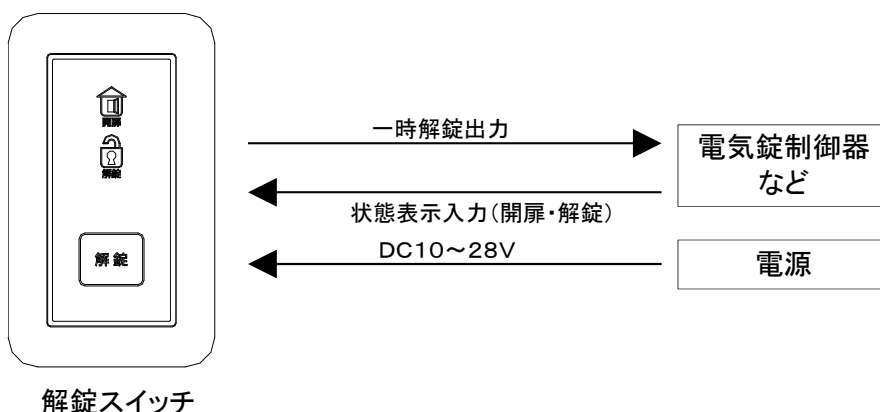 開扉
解錠
解錠
解錠スイッチ
一時解錠出力
状態表示入力(開扉・解錠)
DC10～28V
電気錠制御器
など
電源